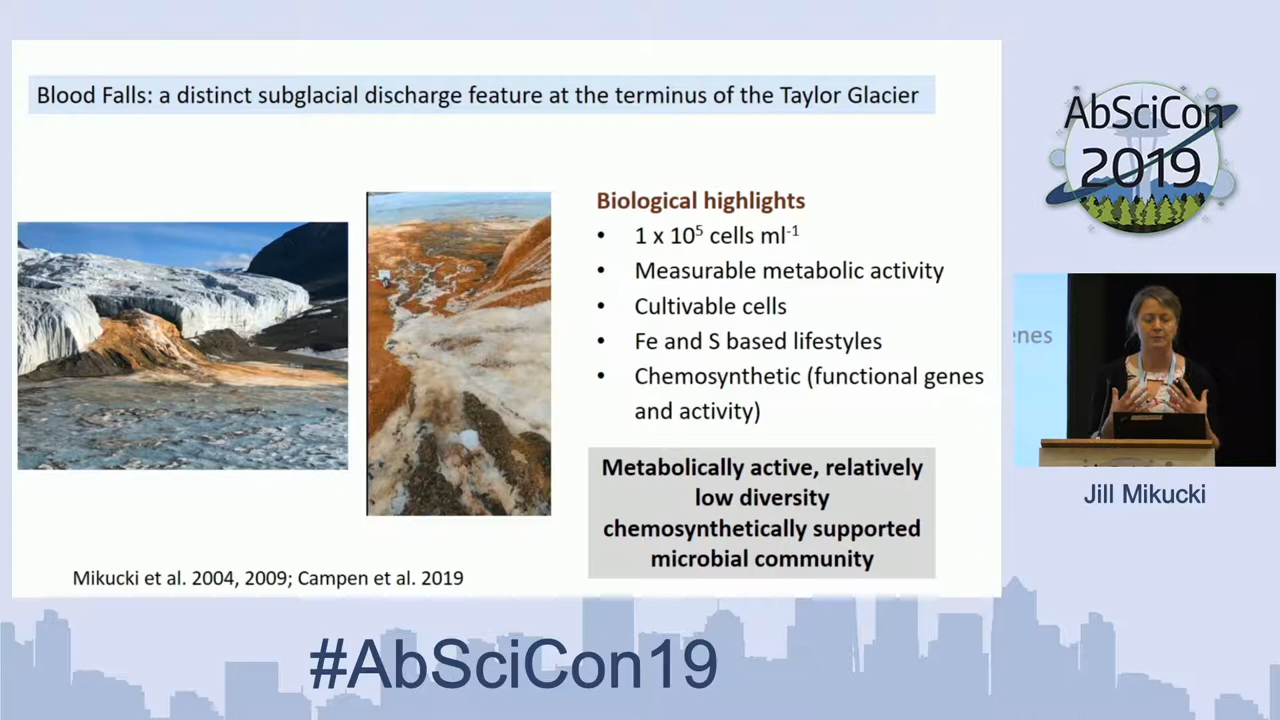 Blood Falls: a distinct subglacial discharge feature at the terminus of the Taylor Glacier
Biological highlights
• 1 x 10⁵ cells ml⁻¹
• Measurable metabolic activity
• Cultivable cells
• Fe and S based lifestyles
• Chemosynthetic (functional genes
and activity)
Metabolically active, relatively
low diversity
chemosynthetically supported
microbial community
Mikucki et al. 2004, 2009; Campen et al. 2019
AbSciCon
2019
enes
Jill Mikucki
#AbSciCon19